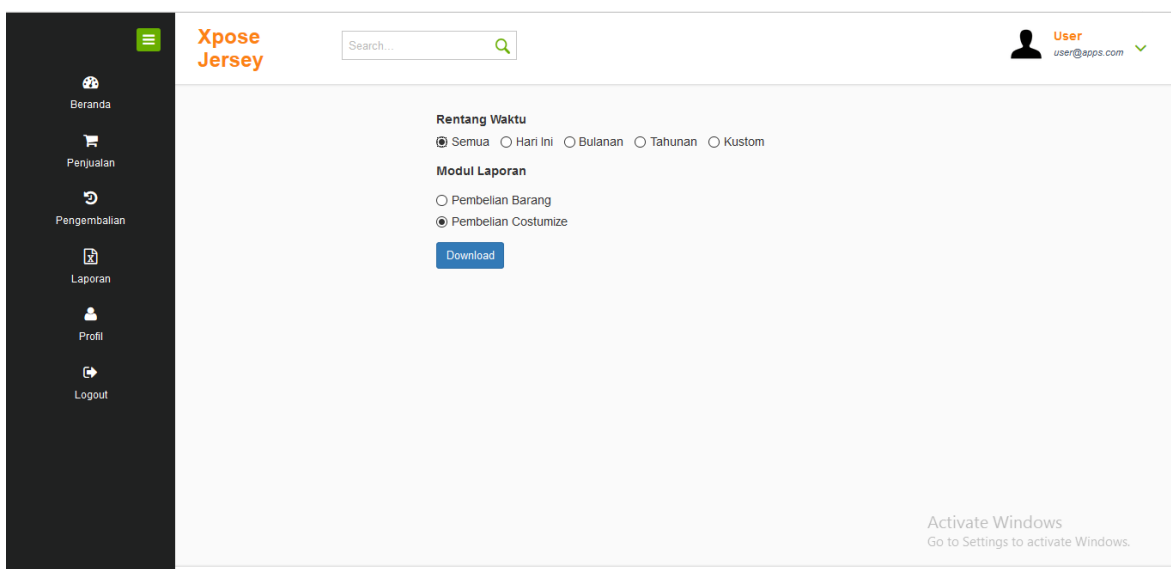 Xpose
Jersey
Search...
User
user@apps.com
Beranda
Penjualan
Pengembalian
Laporan
Profil
Logout
Rentang Waktu
Semua Hari Ini Bulanan Tahunan Kustom
Modul Laporan
Pembelian Barang
Pembelian Costumize
Download
Activate Windows
Go to Settings to activate Windows.